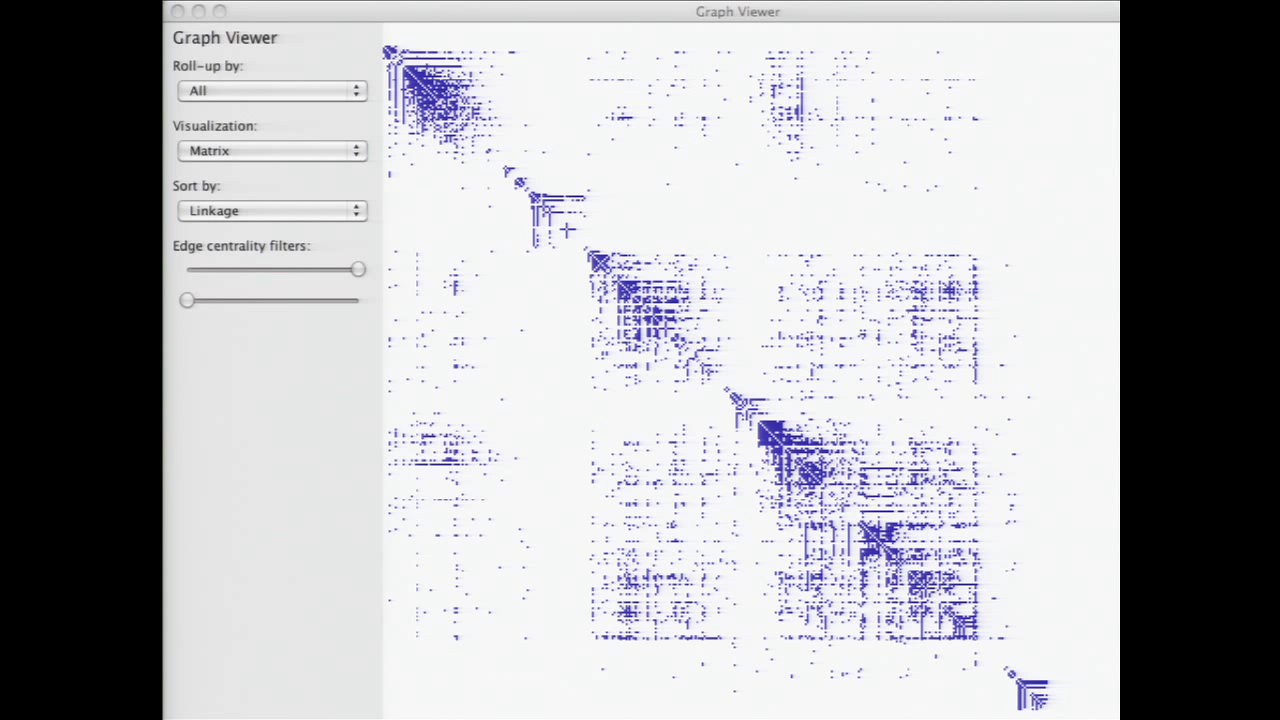 Graph Viewer
Graph Viewer
Roll-up by:
All
Visualization:
Matrix
Sort by:
Linkage
Edge centrality filters: